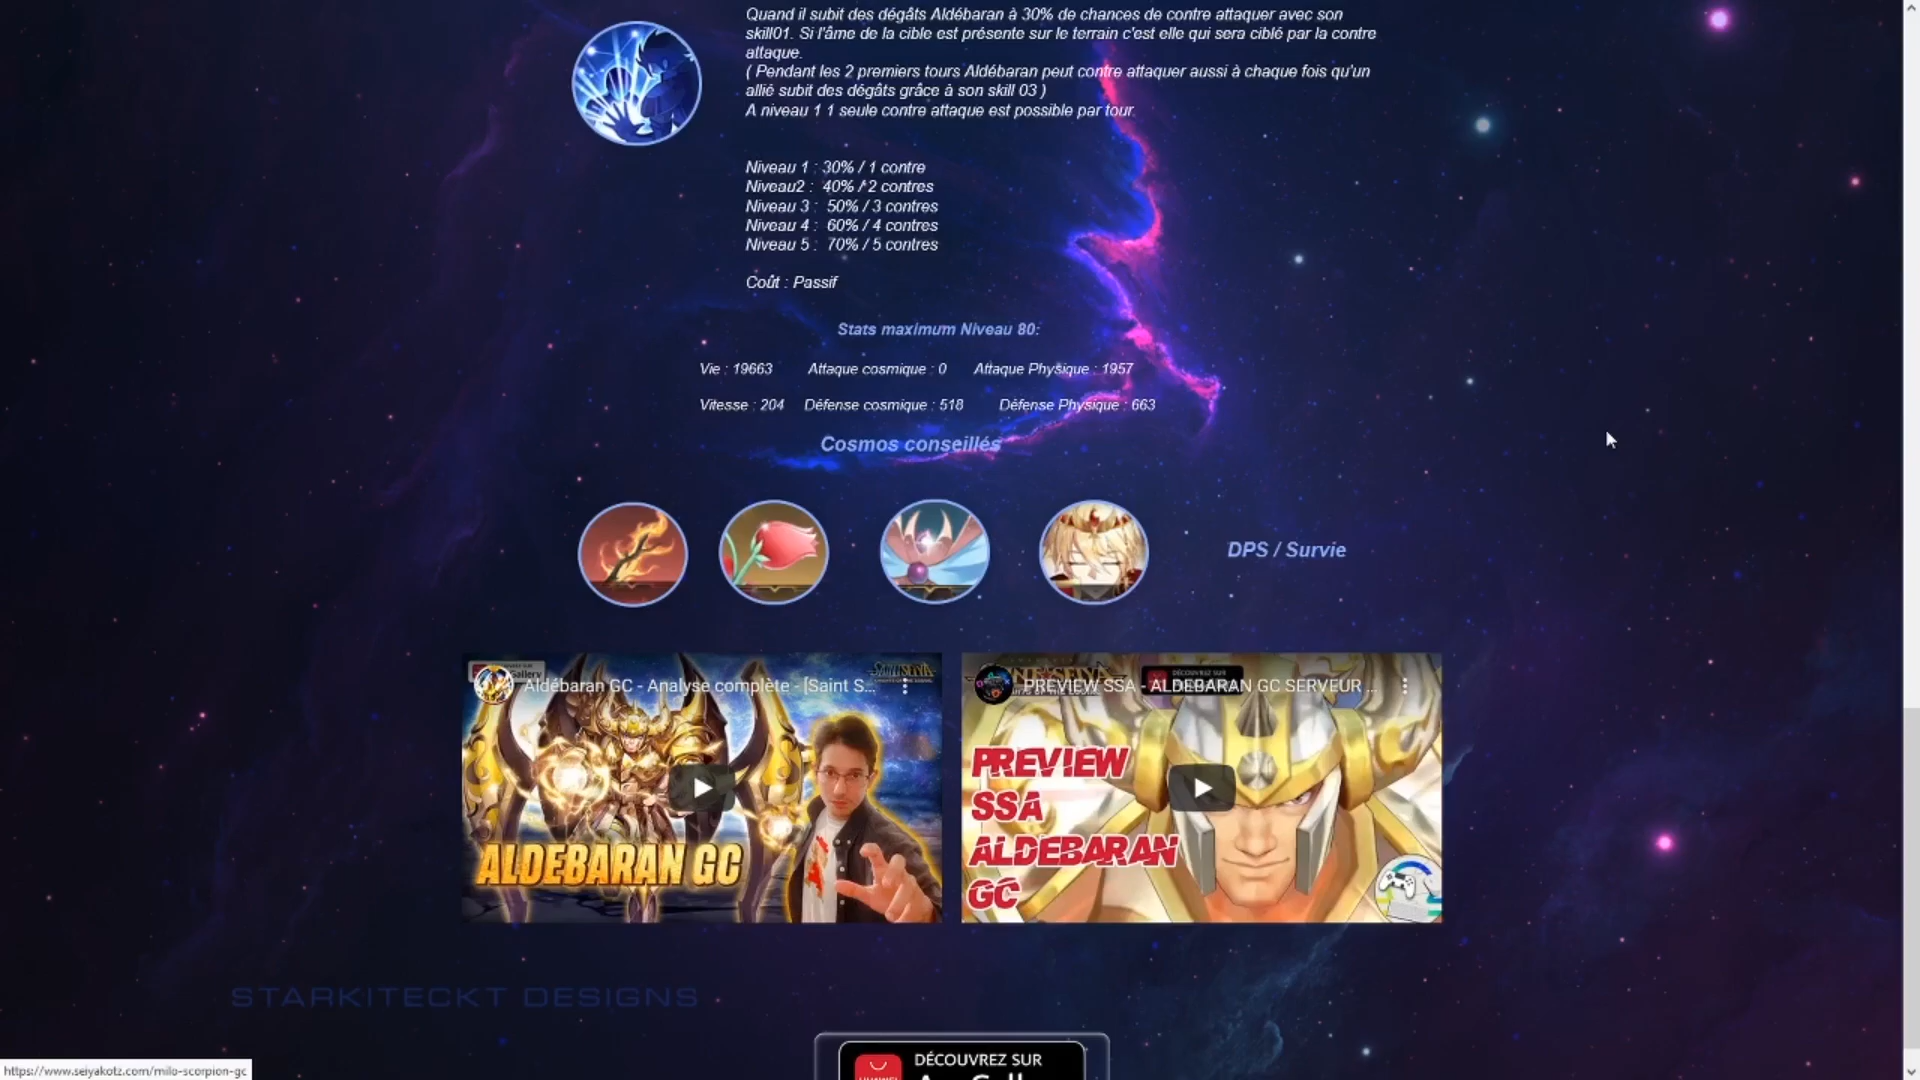 Quand il subit des dégâts Aldébaran à 30% de chances de contre attaquer avec son
skill01. Si l'âme de la cible est présente sur le terrain c'est elle qui sera ciblé par la contre
attaque.
( Pendant les 2 premiers tours Aldébaran peut contre attaquer aussi à chaque fois qu'un
allié subit des dégâts grâce à son skill 03 )
A niveau 1 1 seule contre attaque est possible par tour.
Niveau 1 : 30% / 1 contre
Niveau2 : 40% / 2 contres
Niveau 3 : 50% / 3 contres
Niveau 4 : 60% / 4 contres
Niveau 5 : 70% / 5 contres
Coût : Passif
Stats maximum Niveau 80:
Vie : 19663 Attaque cosmique : 0 Attaque Physique : 1957
Vitesse : 204 Défense cosmique : 518 Défense Physique : 663
Cosmos conseillés
DPS / Survie
Aldébaran GC - Analyse complète - [Saint S...
ALDEBARAN GC
PREVIEW SSA - ALDEBARAN GC SERVEUR ...
PREVIEW
SSA
ALDEBARAN
GC
STARKITECKT DESIGNS
DÉCOUVREZ SUR
https://www.seiyakotz.com/milo-scorpion-gc